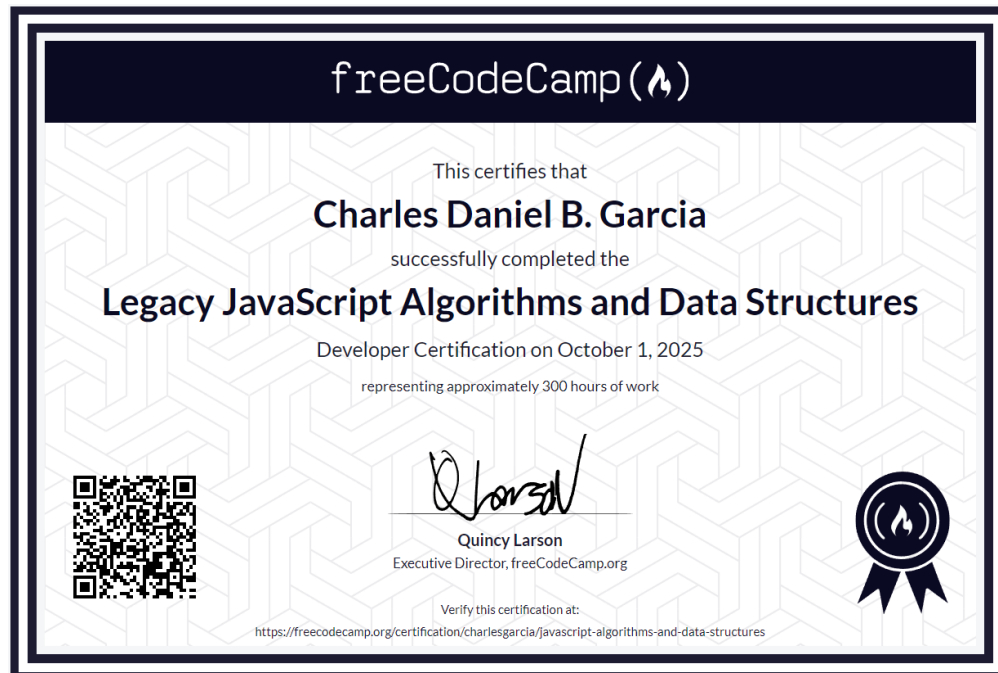 freeCodeCamp
This certifies that
Charles Daniel B. Garcia
successfully completed the
Legacy JavaScript Algorithms and Data Structures
Developer Certification on October 1, 2025
representing approximately 300 hours of work
Q Larson
Quincy Larson
Executive Director, freeCodeCamp.org
Verify this certification at:
https://freecodecamp.org/certification/charlesgarcia/javascript-algorithms-and-data-structures